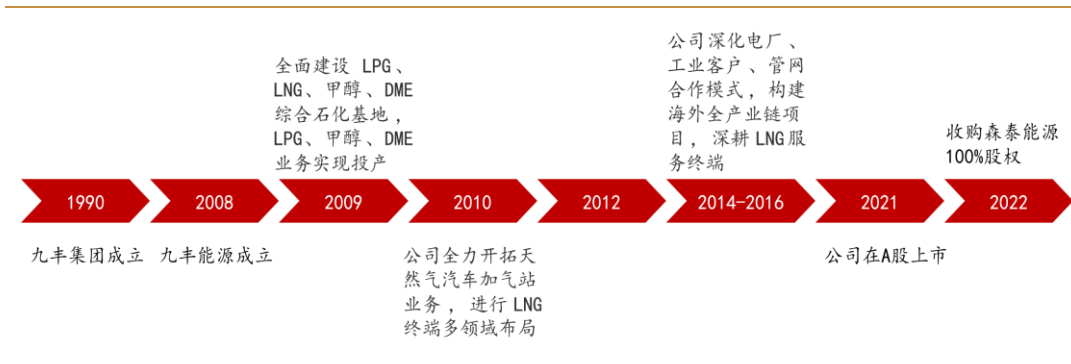 全面建设 LPG、
LNG、甲醇、DME
综合石化基地，
LPG、甲醇、DME
业务实现投产
公司深化电厂、
工业客户、管网
合作模式，构建
海外全产业链项
目，深耕 LNG 服
务终端
收购森泰能源
100%股权
1990
2008
2009
2010
2012
2014-2016
2021
2022
九丰集团成立
九丰能源成立
公司全力开拓天
然气汽车加气站
业务，进行 LNG
终端多领域布局
公司在A股上市